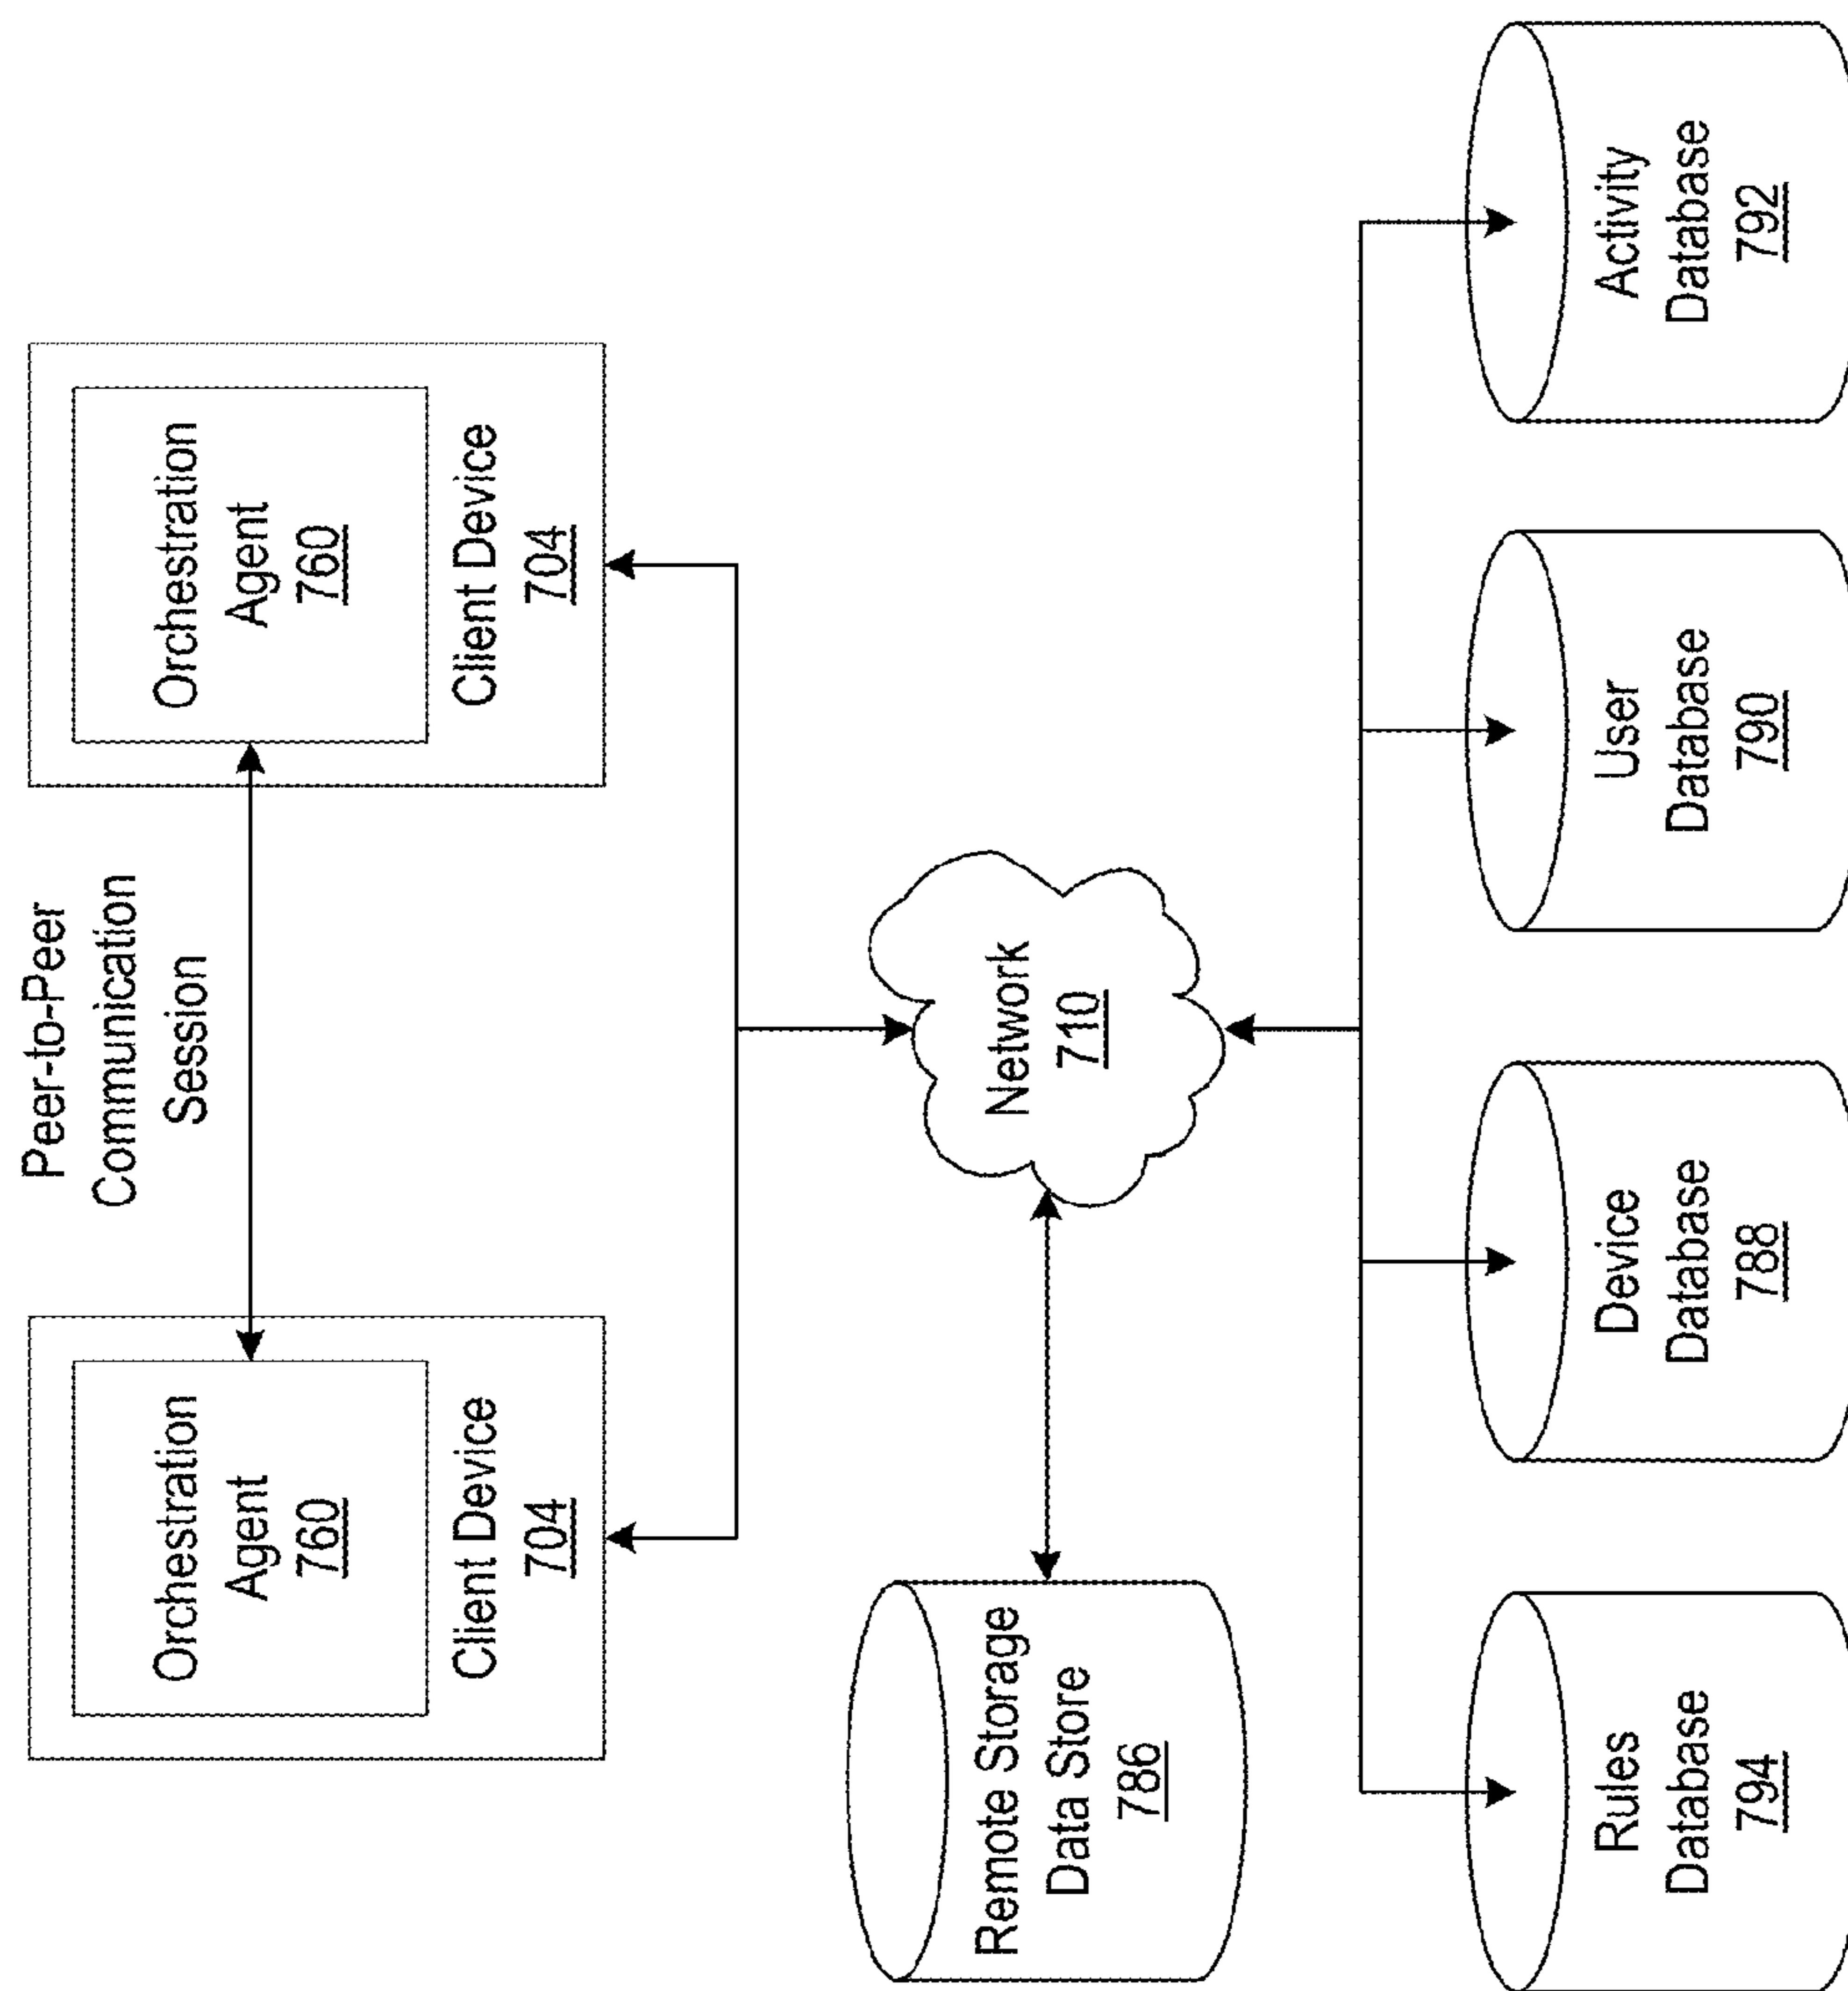 Peer-to-Peer
Communication
Session
Orchestration
Agent
760
Client Device
704
Orchestration
Agent
760
Client Device
704
Remote Storage
Data Store
786
Network
710
Rules
Database
794
Device
Database
788
User
Database
790
Activity
Database
792